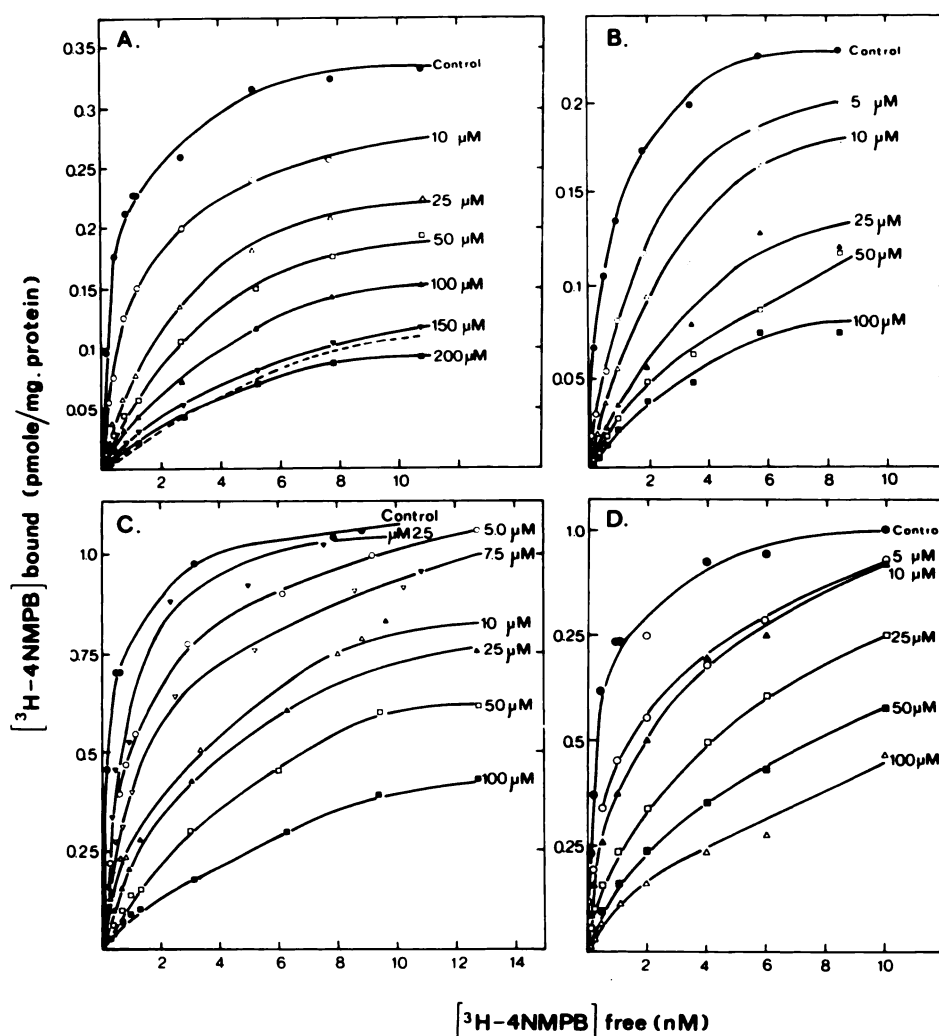 [³H-4NMPB] bound (pmole/mg. protein)
A.
0.35
0.3
0.25
0.2
0.15
0.1
0.05
Control
10 µM
25 µM
50 µM
100 µM
150 µM
200 µM
2 4 6 8 10
B.
0.2
0.15
0.1
0.05
Control
5 µM
10 µM
25 µM
50 µM
100 µM
2 4 6 8 10
C.
1.0
0.75
0.5
0.25
Control
µM 2.5
5.0 µM
7.5 µM
10 µM
25 µM
50 µM
100 µM
2 4 6 8 10 12 14
D.
1.0
0.25
0.5
0.25
Control
5 µM
10 µM
25 µM
50 µM
100 µM
2 4 6 8 10
[³H-4NMPB] free (nM)